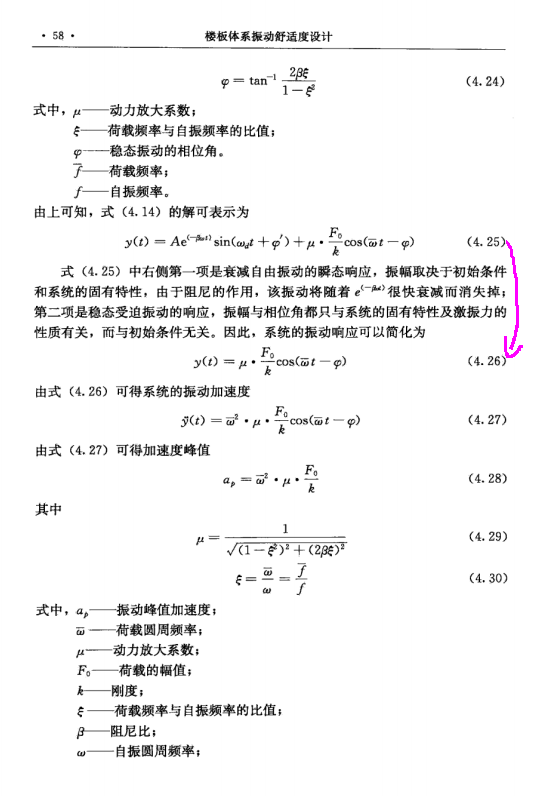 · 58 ·
楼板体系振动舒适度设计
φ = tan⁻¹ 2βξ / (1 − ξ²) (4.24)
式中，μ——动力放大系数；
ξ——荷载频率与自振频率的比值；
φ——稳态振动的相位角。
f̅——荷载频率；
f——自振频率。
由上可知，式（4.14）的解可表示为
y(t) = Ae^(−βωt) sin(ω_d t + φ′) + μ · F₀/k cos(ω̅t − φ) (4.25)
式（4.25）中右侧第一项是衰减自由振动的瞬态响应，振幅取决于初始条件
和系统的固有特性，由于阻尼的作用，该振动将随着 e^(−βωt) 很快衰减而消失掉；
第二项是稳态受迫振动的响应，振幅与相位角都只与系统的固有特性及激振力的
性质有关，而与初始条件无关。因此，系统的振动响应可以简化为
y(t) = μ · F₀/k cos(ω̅t − φ) (4.26)
由式（4.26）可得系统的振动加速度
ÿ(t) = ω̅² · μ · F₀/k cos(ω̅t − φ) (4.27)
由式（4.27）可得加速度峰值
a_p = ω̅² · μ · F₀/k (4.28)
其中
μ = 1 / √((1 − ξ²)² + (2βξ)²) (4.29)
ξ = ω̅/ω = f̅/f (4.30)
式中，a_p——振动峰值加速度；
ω̅——荷载圆周频率；
μ——动力放大系数；
F₀——荷载的幅值；
k——刚度；
ξ——荷载频率与自振频率的比值；
β——阻尼比；
ω——自振圆周频率；